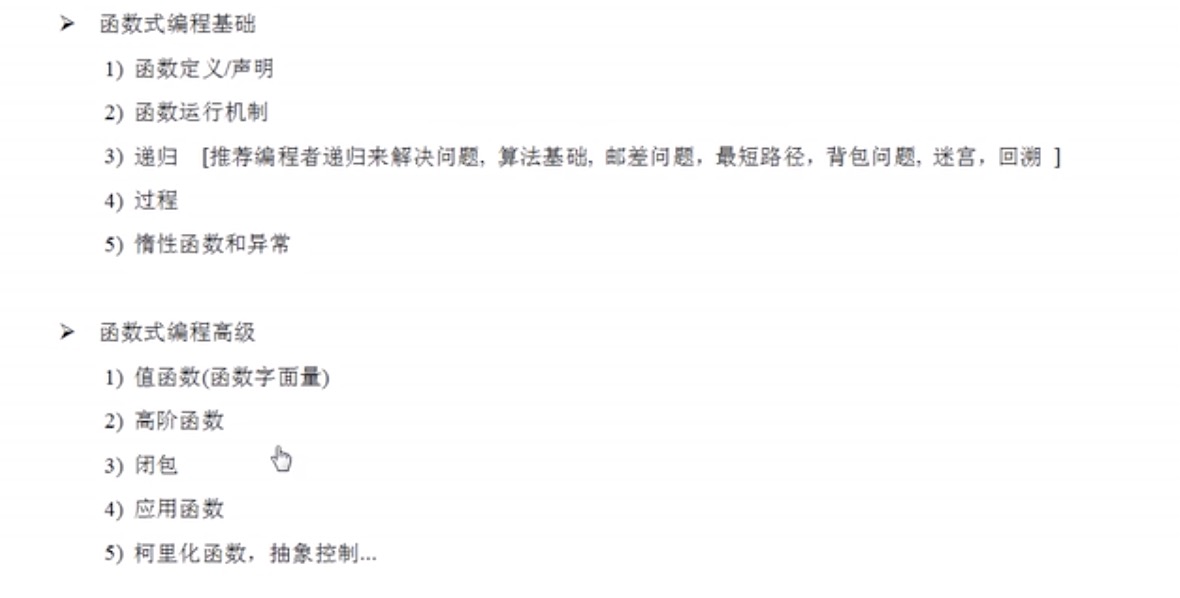 ➢ 函数式编程基础
1) 函数定义/声明
2) 函数运行机制
3) 递归 [推荐编程者递归来解决问题, 算法基础, 邮差问题，最短路径，背包问题, 迷宫，回溯 ]
4) 过程
5) 惰性函数和异常
➢ 函数式编程高级
1) 值函数(函数字面量)
2) 高阶函数
3) 闭包
4) 应用函数
5) 柯里化函数，抽象控制...